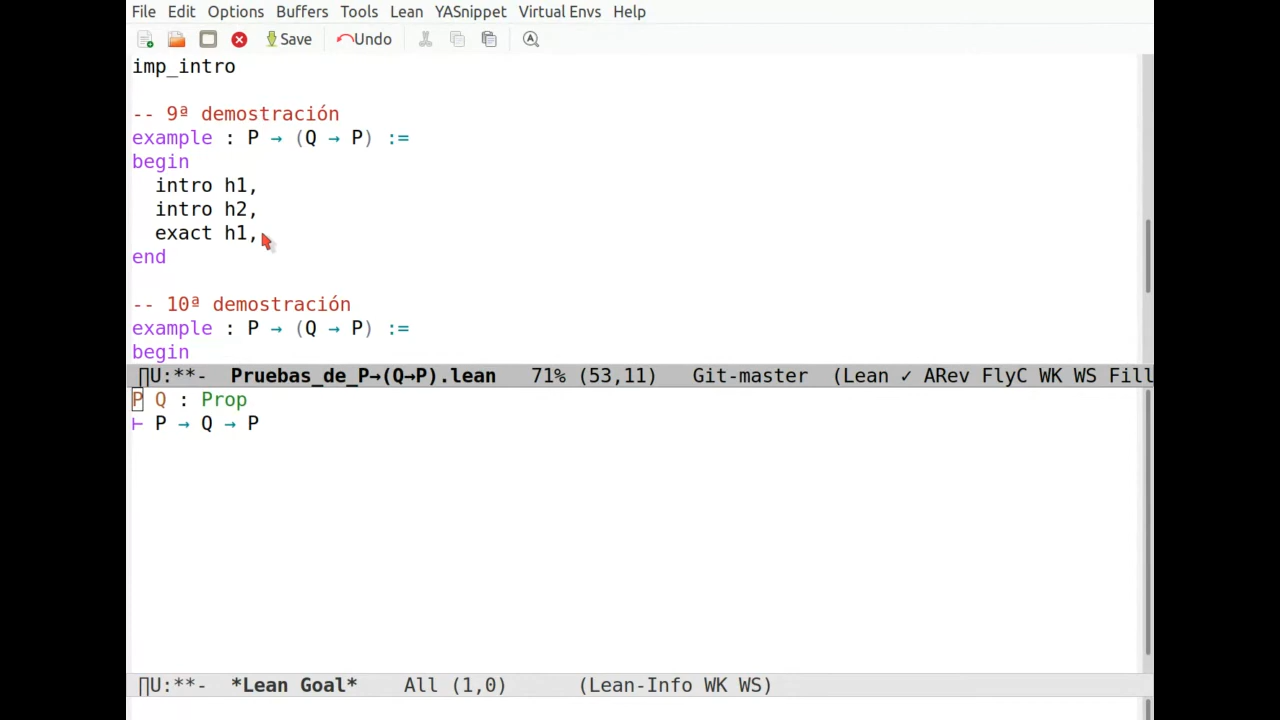 File Edit Options Buffers Tools Lean YASnippet Virtual Envs Help
Save Undo
imp_intro
-- 9ª demostración
example : P → (Q → P) :=
begin
intro h1,
intro h2,
exact h1,
end
-- 10ª demostración
example : P → (Q → P) :=
begin
∏U:**- Pruebas_de_P→(Q→P).lean 71% (53,11) Git-master (Lean ✓ ARev FlyC WK WS Fill
P Q : Prop
⊢ P → Q → P
∏U:**- *Lean Goal* All (1,0) (Lean-Info WK WS)